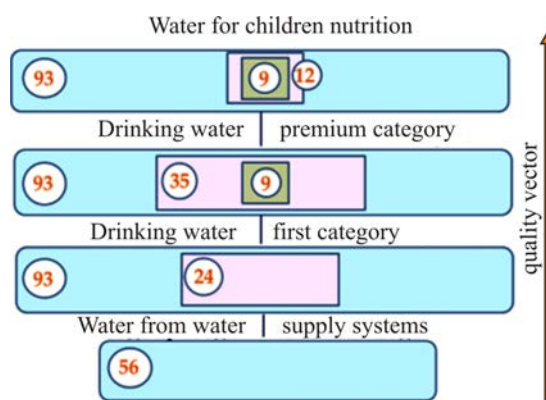 Water for children nutrition
93 9 12
Drinking water premium category
93 35 9
Drinking water first category
93 24
Water from water supply systems
56
quality vector